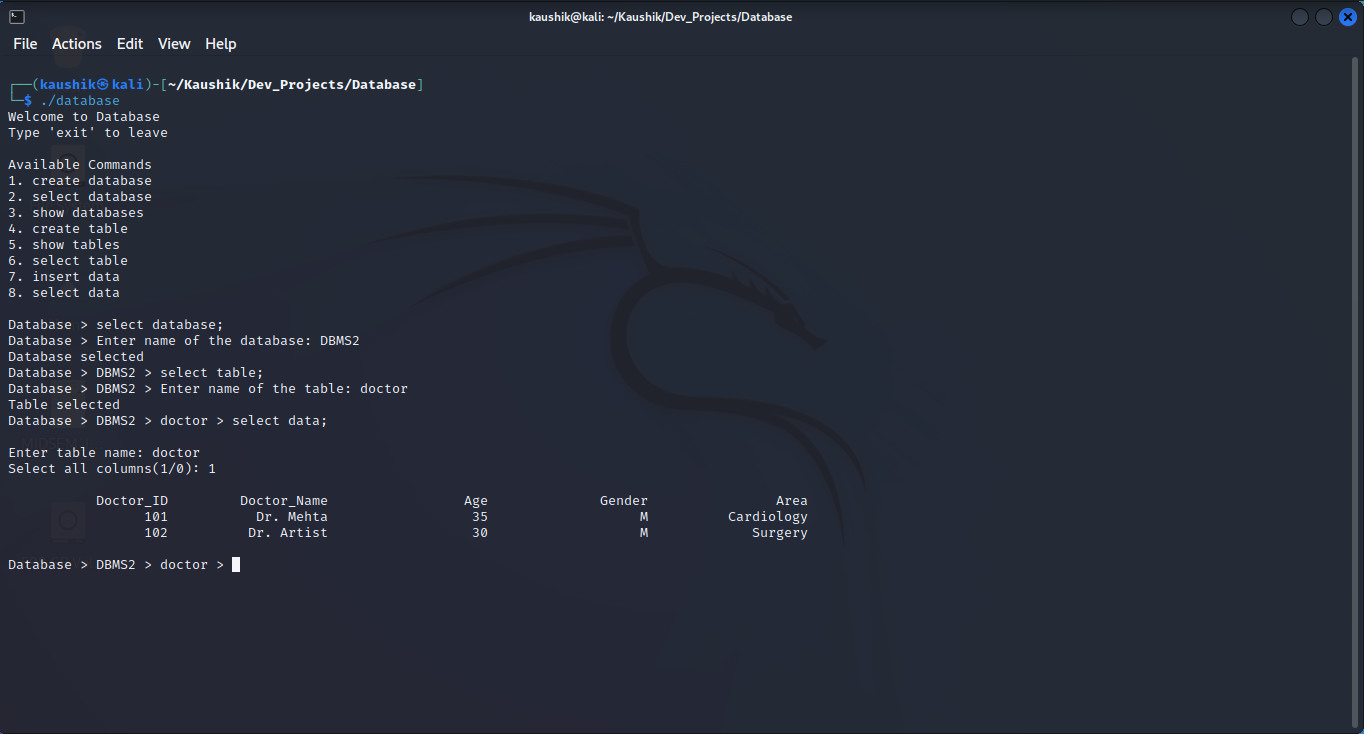 kaushik@kali: ~/Kaushik/Dev_Projects/Database
File Actions Edit View Help
┌──(kaushik㉿kali)-[~/Kaushik/Dev_Projects/Database]
└─$ ./database
Welcome to Database
Type 'exit' to leave
Available Commands
1. create database
2. select database
3. show databases
4. create table
5. show tables
6. select table
7. insert data
8. select data
Database > select database;
Database > Enter name of the database: DBMS2
Database selected
Database > DBMS2 > select table;
Database > DBMS2 > Enter name of the table: doctor
Table selected
Database > DBMS2 > doctor > select data;
Enter table name: doctor
Select all columns(1/0): 1
Doctor_ID Doctor_Name Age Gender Area
101 Dr. Mehta 35 M Cardiology
102 Dr. Artist 30 M Surgery
Database > DBMS2 > doctor >